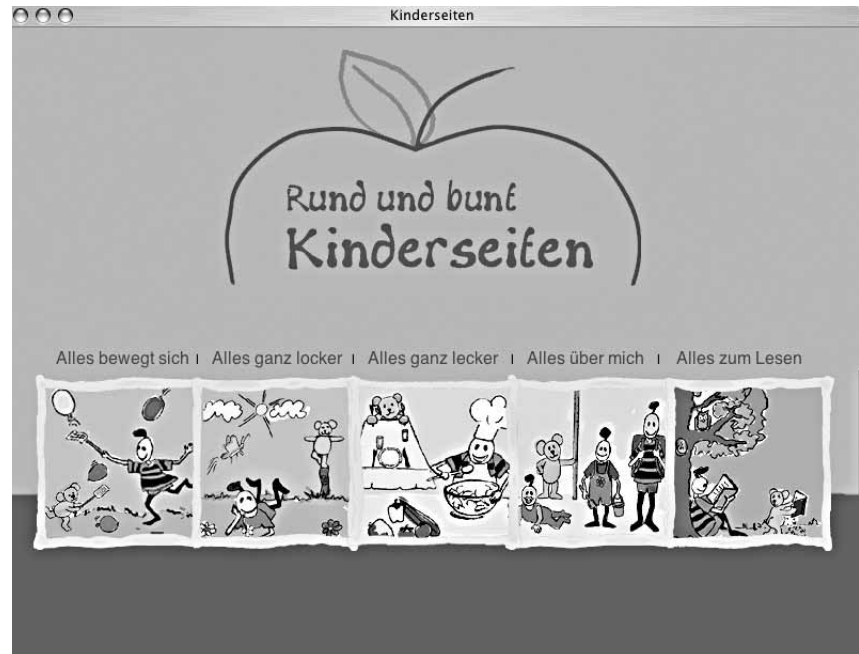 Kinderseiten
Rund und bunt
Kinderseiten
Alles bewegt sich ı Alles ganz locker ı Alles ganz lecker ı Alles über mich ı Alles zum Lesen